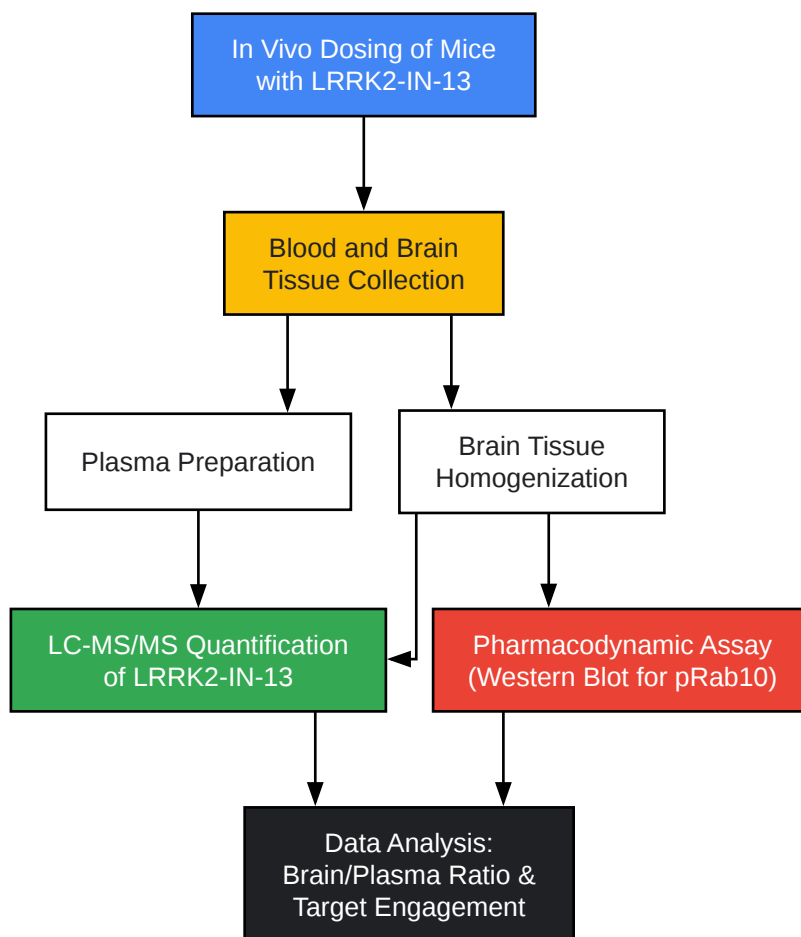 In Vivo Dosing of Mice
with LRRK2-IN-13
Blood and Brain
Tissue Collection
Plasma Preparation
Brain Tissue
Homogenization
LC-MS/MS Quantification
of LRRK2-IN-13
Pharmacodynamic Assay
(Western Blot for pRab10)
Data Analysis:
Brain/Plasma Ratio &
Target Engagement